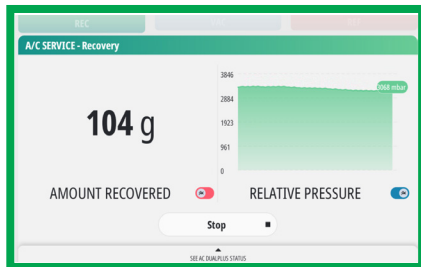 REC
A/C SERVICE - Recovery
3846
3068 mbar
2884
104 g
1923
961
0
AMOUNT RECOVERED
RELATIVE PRESSURE
Stop
SEE AC DUALPLUS STATUS